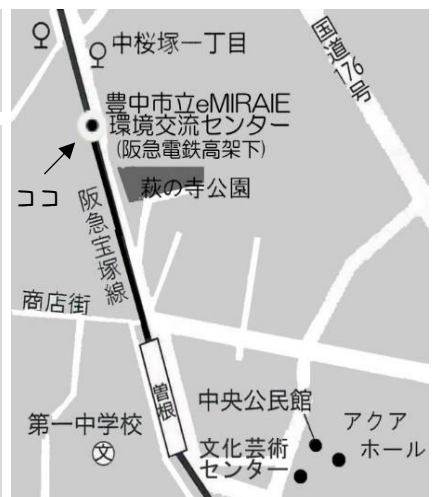 中桜塚一丁目
国道176号
豊中市立eMIRAIE
環境交流センター
(阪急電鉄高架下)
ココ
萩の寺公園
阪急宝塚線
商店街
曽根
中央公民館
アクア
ホール
第一中学校
文
文化芸術
センター